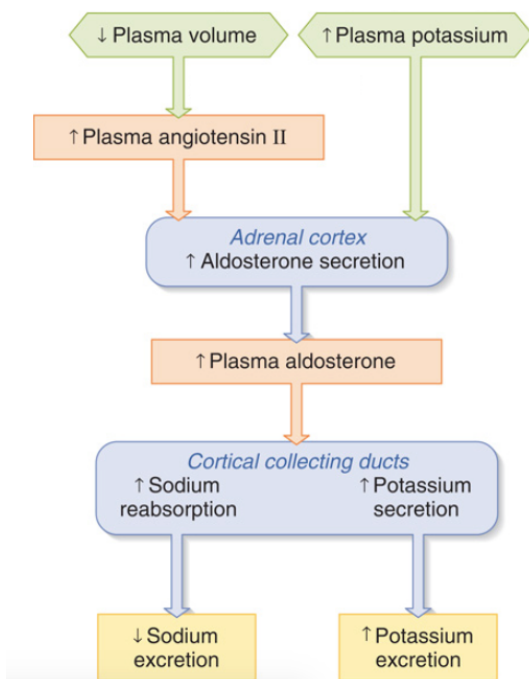 ↓ Plasma volume
↑ Plasma potassium
↑ Plasma angiotensin II
Adrenal cortex
↑ Aldosterone secretion
↑ Plasma aldosterone
Cortical collecting ducts
↑ Sodium
reabsorption
↑ Potassium
secretion
↓ Sodium
excretion
↑ Potassium
excretion